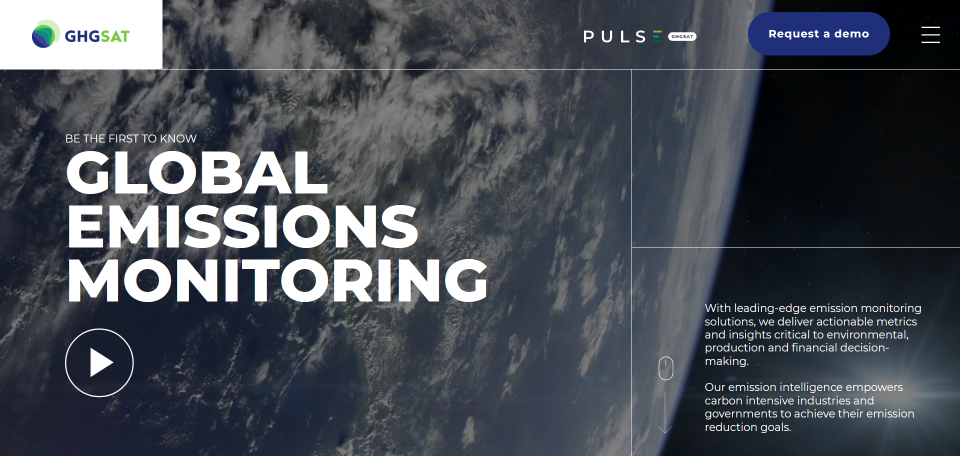 GHGSAT
PULSE GHGSAT
Request a demo
BE THE FIRST TO KNOW
GLOBAL
EMISSIONS
MONITORING
With leading-edge emission monitoring
solutions, we deliver actionable metrics
and insights critical to environmental,
production and financial decision-
making.
Our emission intelligence empowers
carbon intensive industries and
governments to achieve their emission
reduction goals.